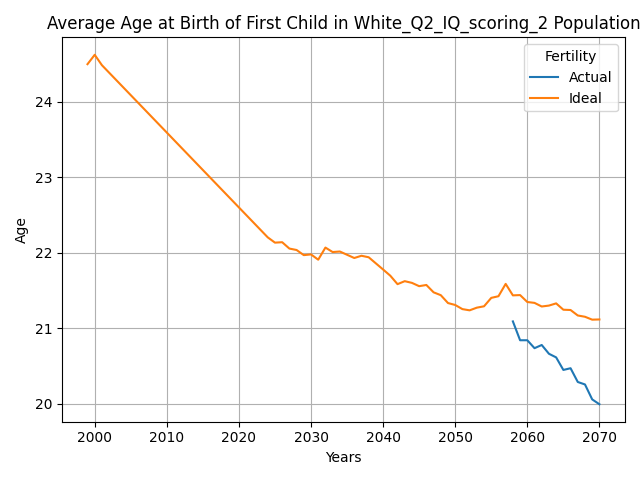 Average Age at Birth of First Child in White_Q2_IQ_scoring_2 Population
Fertility
Actual
Ideal
Age
24
23
22
21
20
2000 2010 2020 2030 2040 2050 2060 2070
Years